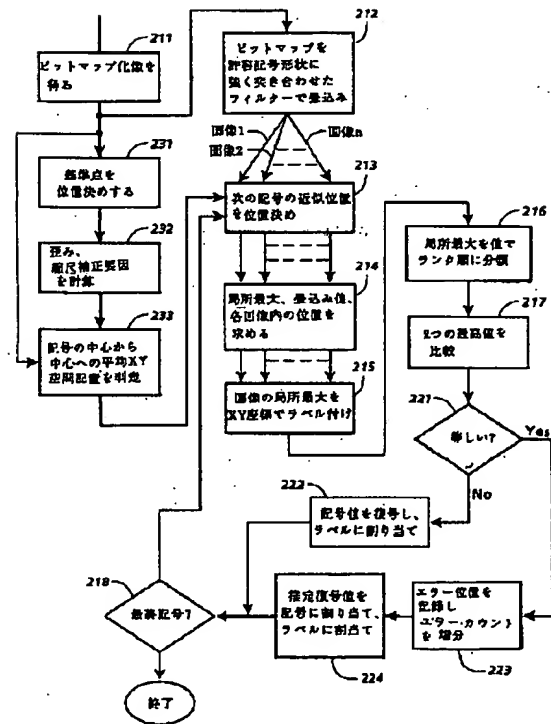 211
ビットマップ化像を
得る
212
ビットマップを
許容記号形状に
強く突き合わせた
フィルターで畳込み
画像1
画像2
画像n
231
基準点を
位置決めする
213
次の記号の近似位置
を位置決め
232
歪み、
縮尺補正要因
を計算
214
局所最大、畳込み値、
各画像内の位置を
求める
233
記号の中心から
中心への平均XY
空間配置を判定
215
画像の局所最大を
XY座標でラベル付け
216
局所最大を値で
ランク順に分類
217
2つの最高値を
比較
221
等しい?
Yes
No
222
記号値を復号し、
ラベルに割り当て
218
最終記号?
推定復号値を
記号に割り当て、
ラベルに割当て
224
エラー位置を
記録し
エラー・カウント
を増分
223
終了